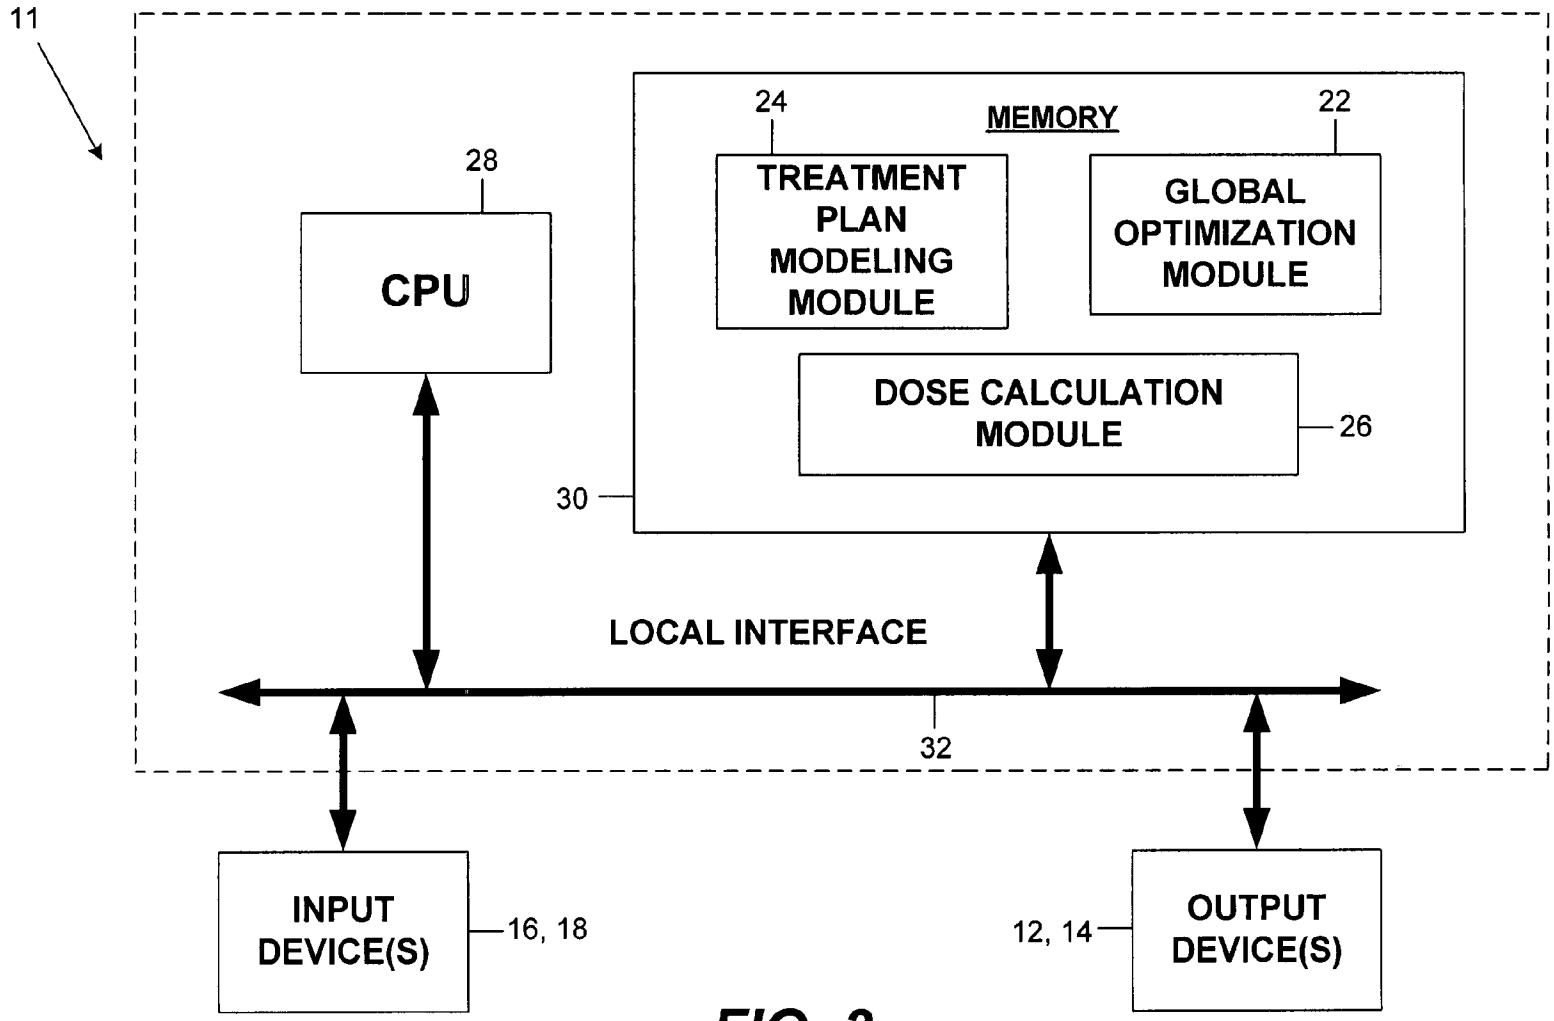 11
24
MEMORY
22
28
TREATMENT
PLAN
MODELING
MODULE
GLOBAL
OPTIMIZATION
MODULE
CPU
DOSE CALCULATION
MODULE
26
30
LOCAL INTERFACE
32
INPUT
DEVICE(S)
16, 18
12, 14
OUTPUT
DEVICE(S)
FIG.